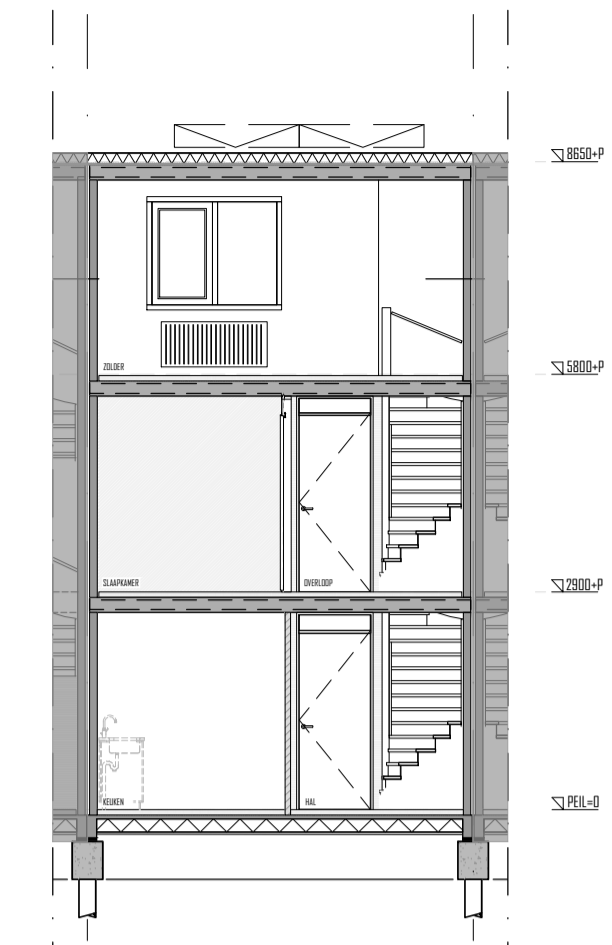 8650+P
ZOLDER
5800+P
SLAAPKAMER
OVERLOOP
2900+P
KEUKEN
HAL
PEIL=0